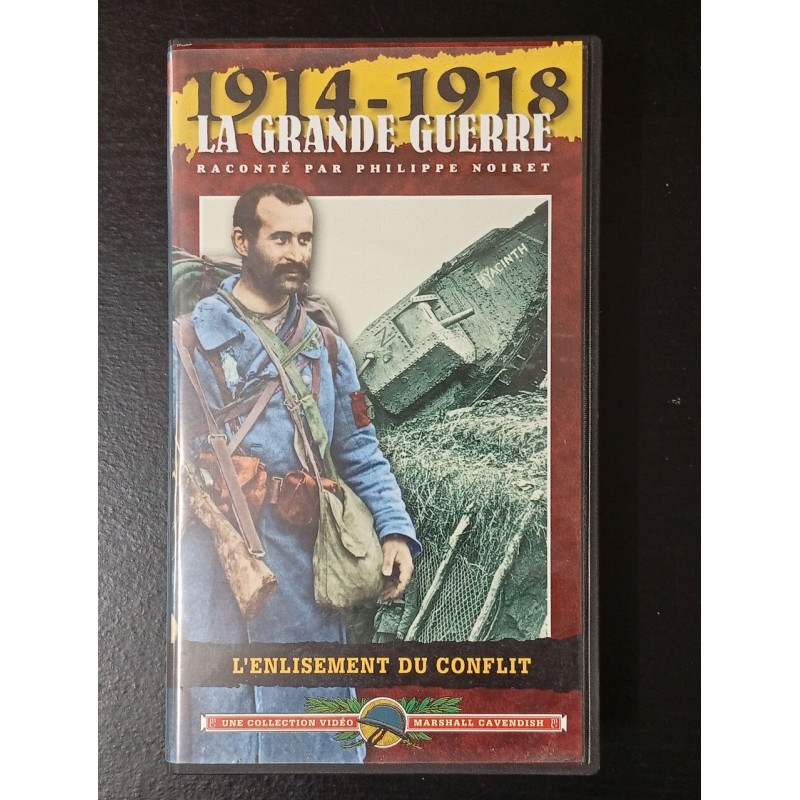 1914-1918
LA GRANDE GUERRE
RACONTÉ PAR PHILIPPE NOIRET
HYACINTH
L'ENLISEMENT DU CONFLIT
UNE COLLECTION VIDÉO MARSHALL CAVENDISH